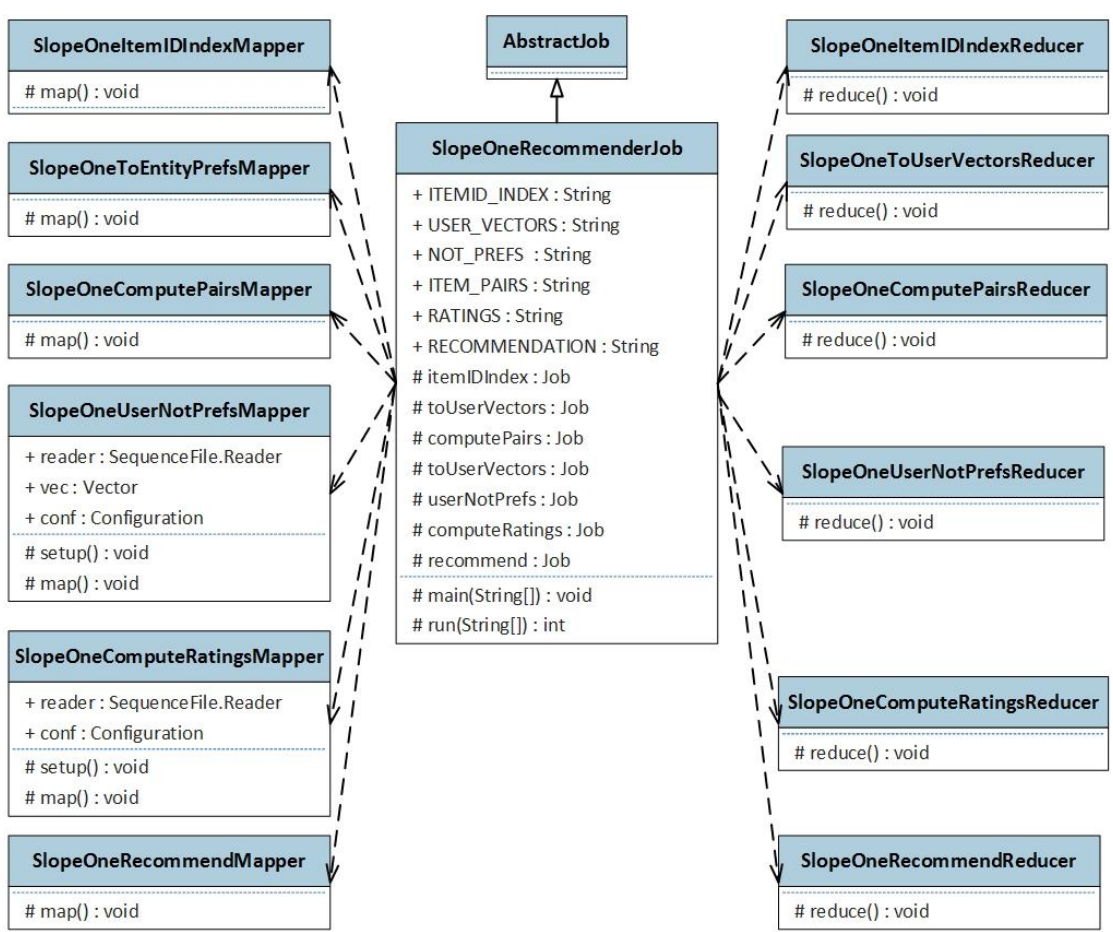 SlopeOneItemIDIndexMapper
# map() : void
SlopeOneToEntityPrefsMapper
# map() : void
SlopeOneComputePairsMapper
# map() : void
SlopeOneUserNotPrefsMapper
+ reader : SequenceFile.Reader
+ vec : Vector
+ conf : Configuration
# setup() : void
# map() : void
SlopeOneComputeRatingsMapper
+ reader : SequenceFile.Reader
+ conf : Configuration
# setup() : void
# map() : void
SlopeOneRecommendMapper
# map() : void
AbstractJob
SlopeOneRecommenderJob
+ ITEMID_INDEX : String
+ USER_VECTORS : String
+ NOT_PREFS : String
+ ITEM_PAIRS : String
+ RATINGS : String
+ RECOMMENDATION : String
# itemIDIndex : Job
# toUserVectors : Job
# computePairs : Job
# toUserVectors : Job
# userNotPrefs : Job
# computeRatings : Job
# recommend : Job
# main(String[]) : void
# run(String[]) : int
SlopeOneItemIDIndexReducer
# reduce() : void
SlopeOneToUserVectorsReducer
# reduce() : void
SlopeOneComputePairsReducer
# reduce() : void
SlopeOneUserNotPrefsReducer
# reduce() : void
SlopeOneComputeRatingsReducer
# reduce() : void
SlopeOneRecommendReducer
# reduce() : void